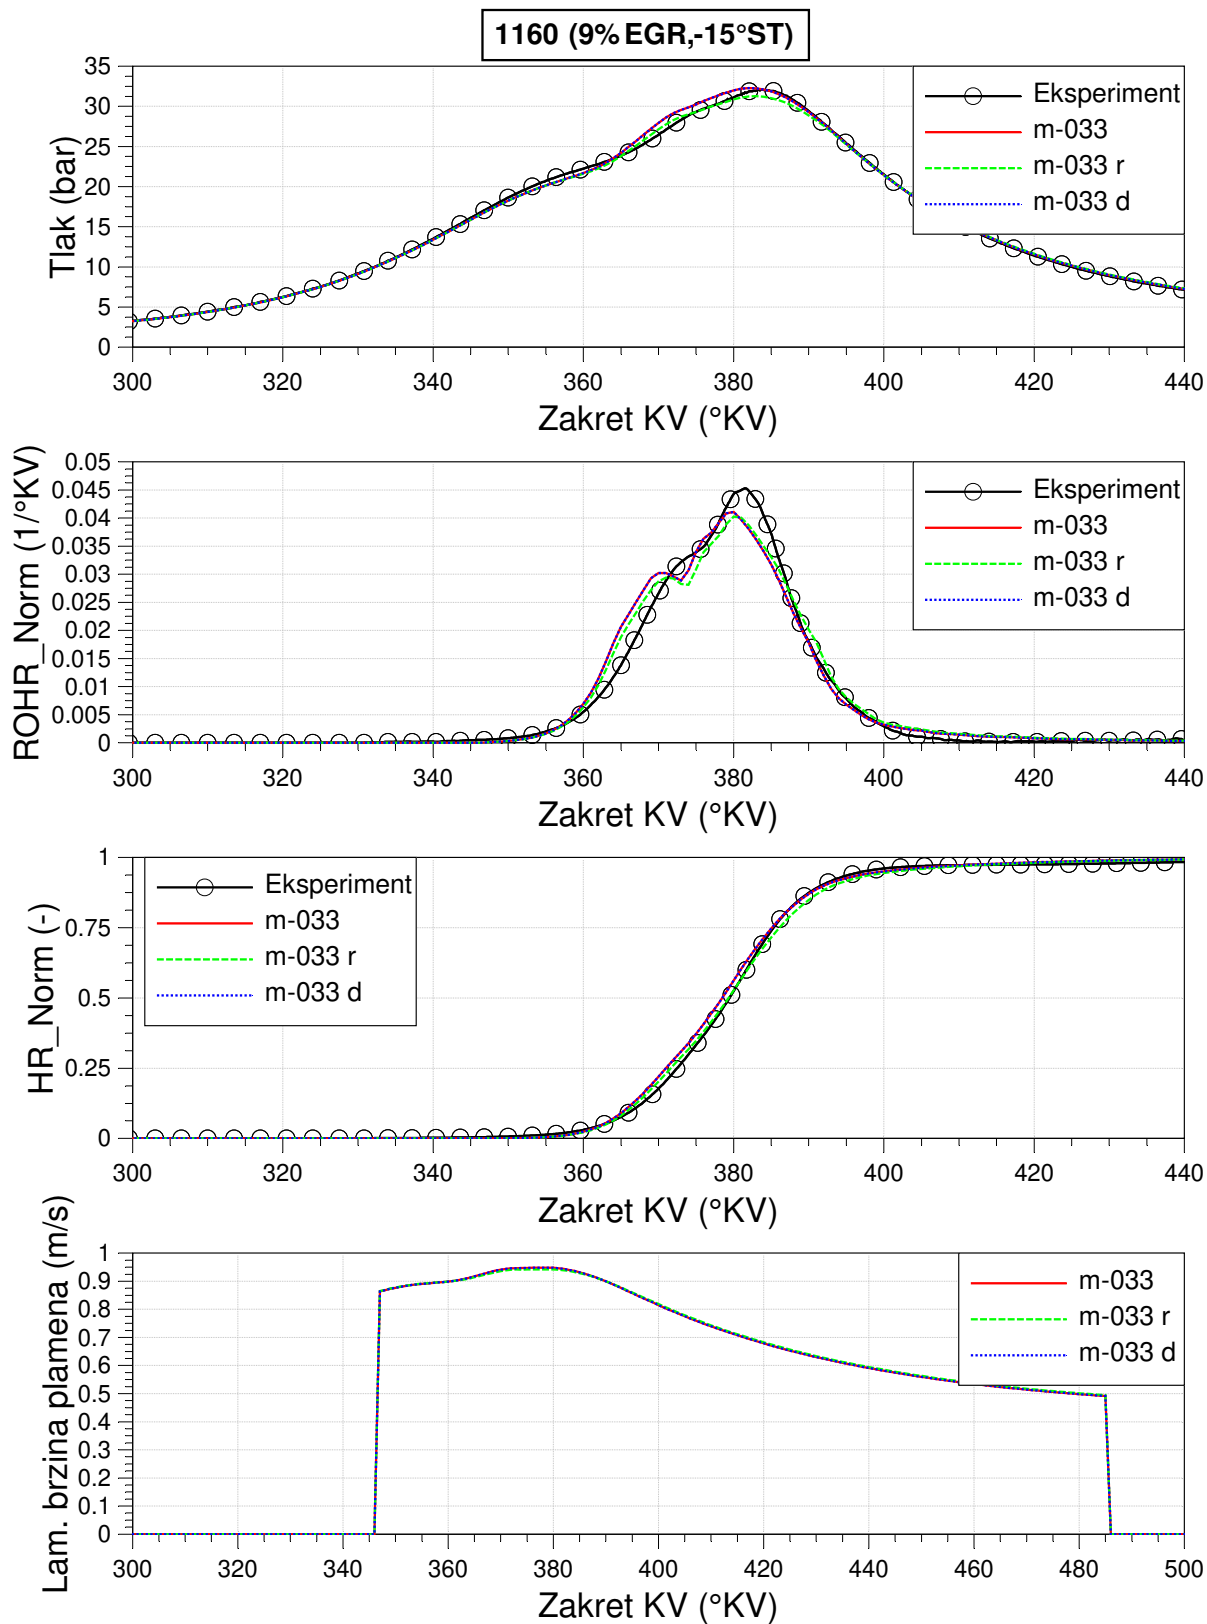 1160 (9% EGR,-15°ST)
Tlak (bar)
35
30
25
20
15
10
5
0
Eksperiment
m-033
m-033 r
m-033 d
300 320 340 360 380 400 420 440
Zakret KV (°KV)
ROHR_Norm (1/°KV)
0.05
0.045
0.04
0.035
0.03
0.025
0.02
0.015
0.01
0.005
0
Eksperiment
m-033
m-033 r
m-033 d
300 320 340 360 380 400 420 440
Zakret KV (°KV)
HR_Norm (-)
1
0.75
0.5
0.25
0
Eksperiment
m-033
m-033 r
m-033 d
300 320 340 360 380 400 420 440
Zakret KV (°KV)
Lam. brzina plamena (m/s)
1
0.9
0.8
0.7
0.6
0.5
0.4
0.3
0.2
0.1
0
m-033
m-033 r
m-033 d
300 320 340 360 380 400 420 440 460 480 500
Zakret KV (°KV)